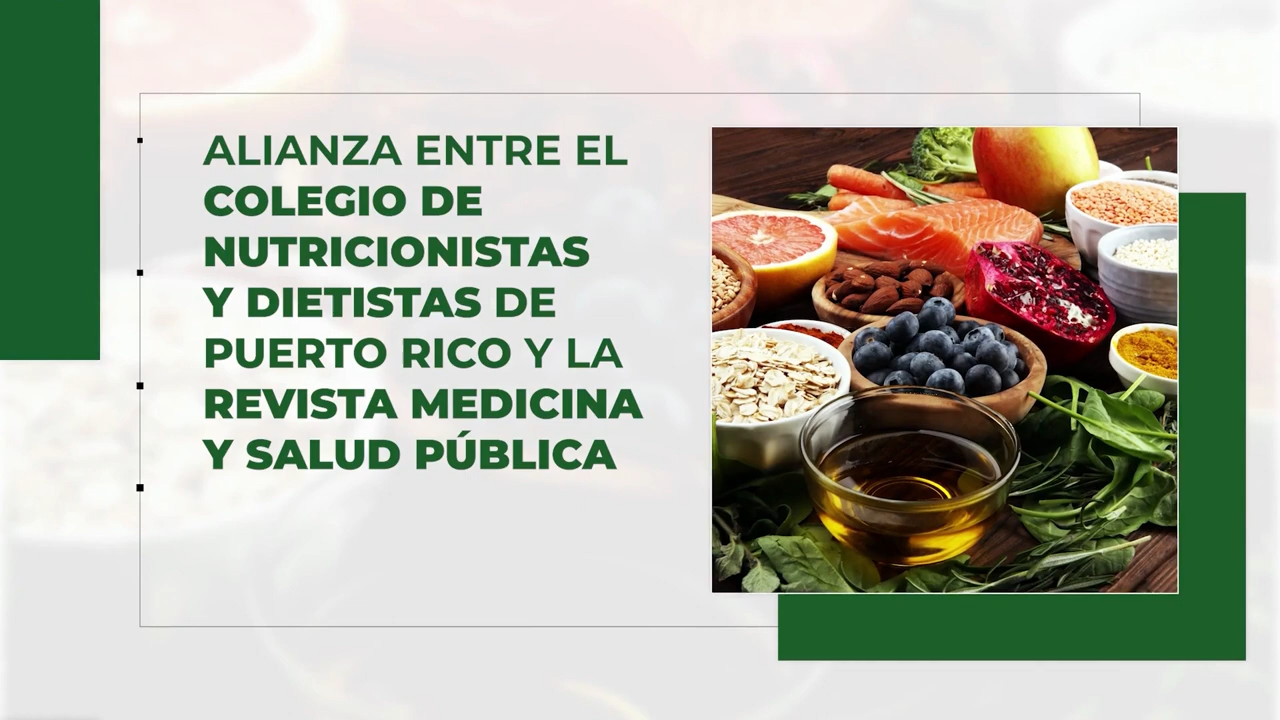 ALIANZA ENTRE EL
COLEGIO DE
NUTRICIONISTAS
Y DIETISTAS DE
PUERTO RICO Y LA
REVISTA MEDICINA
Y SALUD PÚBLICA